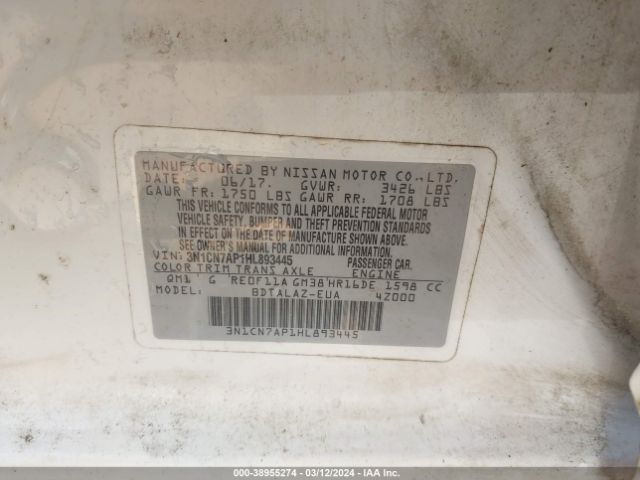 MANUFACTURED BY NISSAN MOTOR CO.,LTD.
DATE: 06/17. GVWR: 3426 LBS
GAWR FR: 1750 LBS GAWR RR: 1708 LBS
THIS VEHICLE CONFORMS TO ALL APPLICABLE FEDERAL MOTOR
VEHICLE SAFETY, BUMPER, AND THEFT PREVENTION STANDARDS
IN EFFECT ON THE DATE OF MANUFACTURE SHOWN ABOVE.
SEE OWNER'S MANUAL FOR ADDITIONAL INFORMATION.
VIN: 3N1CN7AP1HL893445 PASSENGER CAR.
COLOR TRIM TRANS AXLE ENGINE
QM1 G RE0F11A GM38 HR16DE 1598 CC
MODEL: BDTALAZ-EUA 42000
3N1CN7AP1HL893445
000-38955274 - 03/12/2024 - IAA Inc.